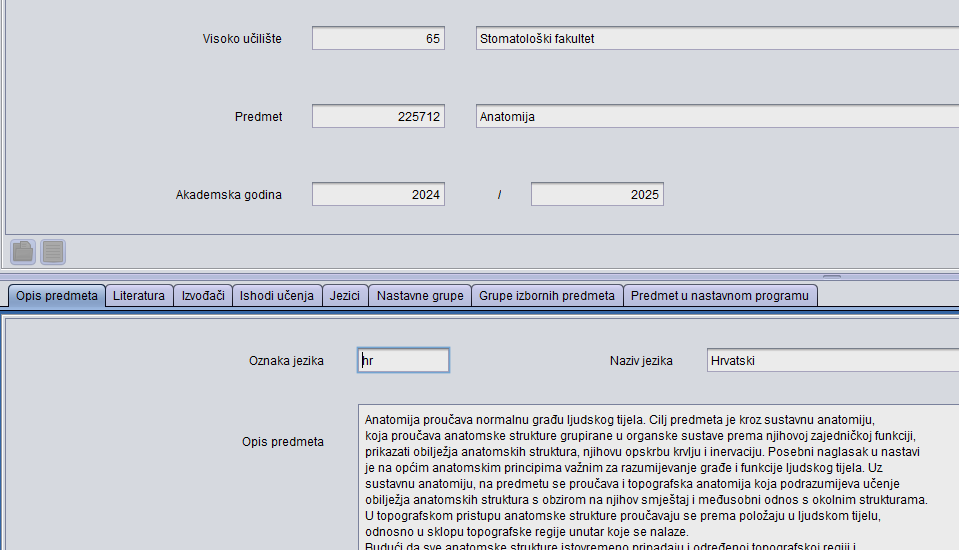 Visoko učilište 65 Stomatološki fakultet
Predmet 225712 Anatomija
Akademska godina 2024 / 2025
Opis predmeta Literatura Izvođači Ishodi učenja Jezici Nastavne grupe Grupe izbornih predmeta Predmet u nastavnom programu
Oznaka jezika hr Naziv jezika Hrvatski
Opis predmeta
Anatomija proučava normalnu građu ljudskog tijela. Cilj predmeta je kroz sustavnu anatomiju,
koja proučava anatomske strukture grupirane u organske sustave prema njihovoj zajedničkoj funkciji,
prikazati obilježja anatomskih struktura, njihovu opskrbu krvlju i inervaciju. Posebni naglasak u nastavi
je na općim anatomskim principima važnim za razumijevanje građe i funkcije ljudskog tijela. Uz
sustavnu anatomiju, na predmetu se proučava i topografska anatomija koja podrazumijeva učenje
obilježja anatomskih struktura s obzirom na njihov smještaj i međusobni odnos s okolnim strukturama.
U topografskom pristupu anatomske strukture proučavaju se prema položaju u ljudskom tijelu,
odnosno u sklopu topografske regije unutar koje se nalaze.
Budući da sve anatomske strukture istovremeno pripadaju i određenoj topografskoj regiji i